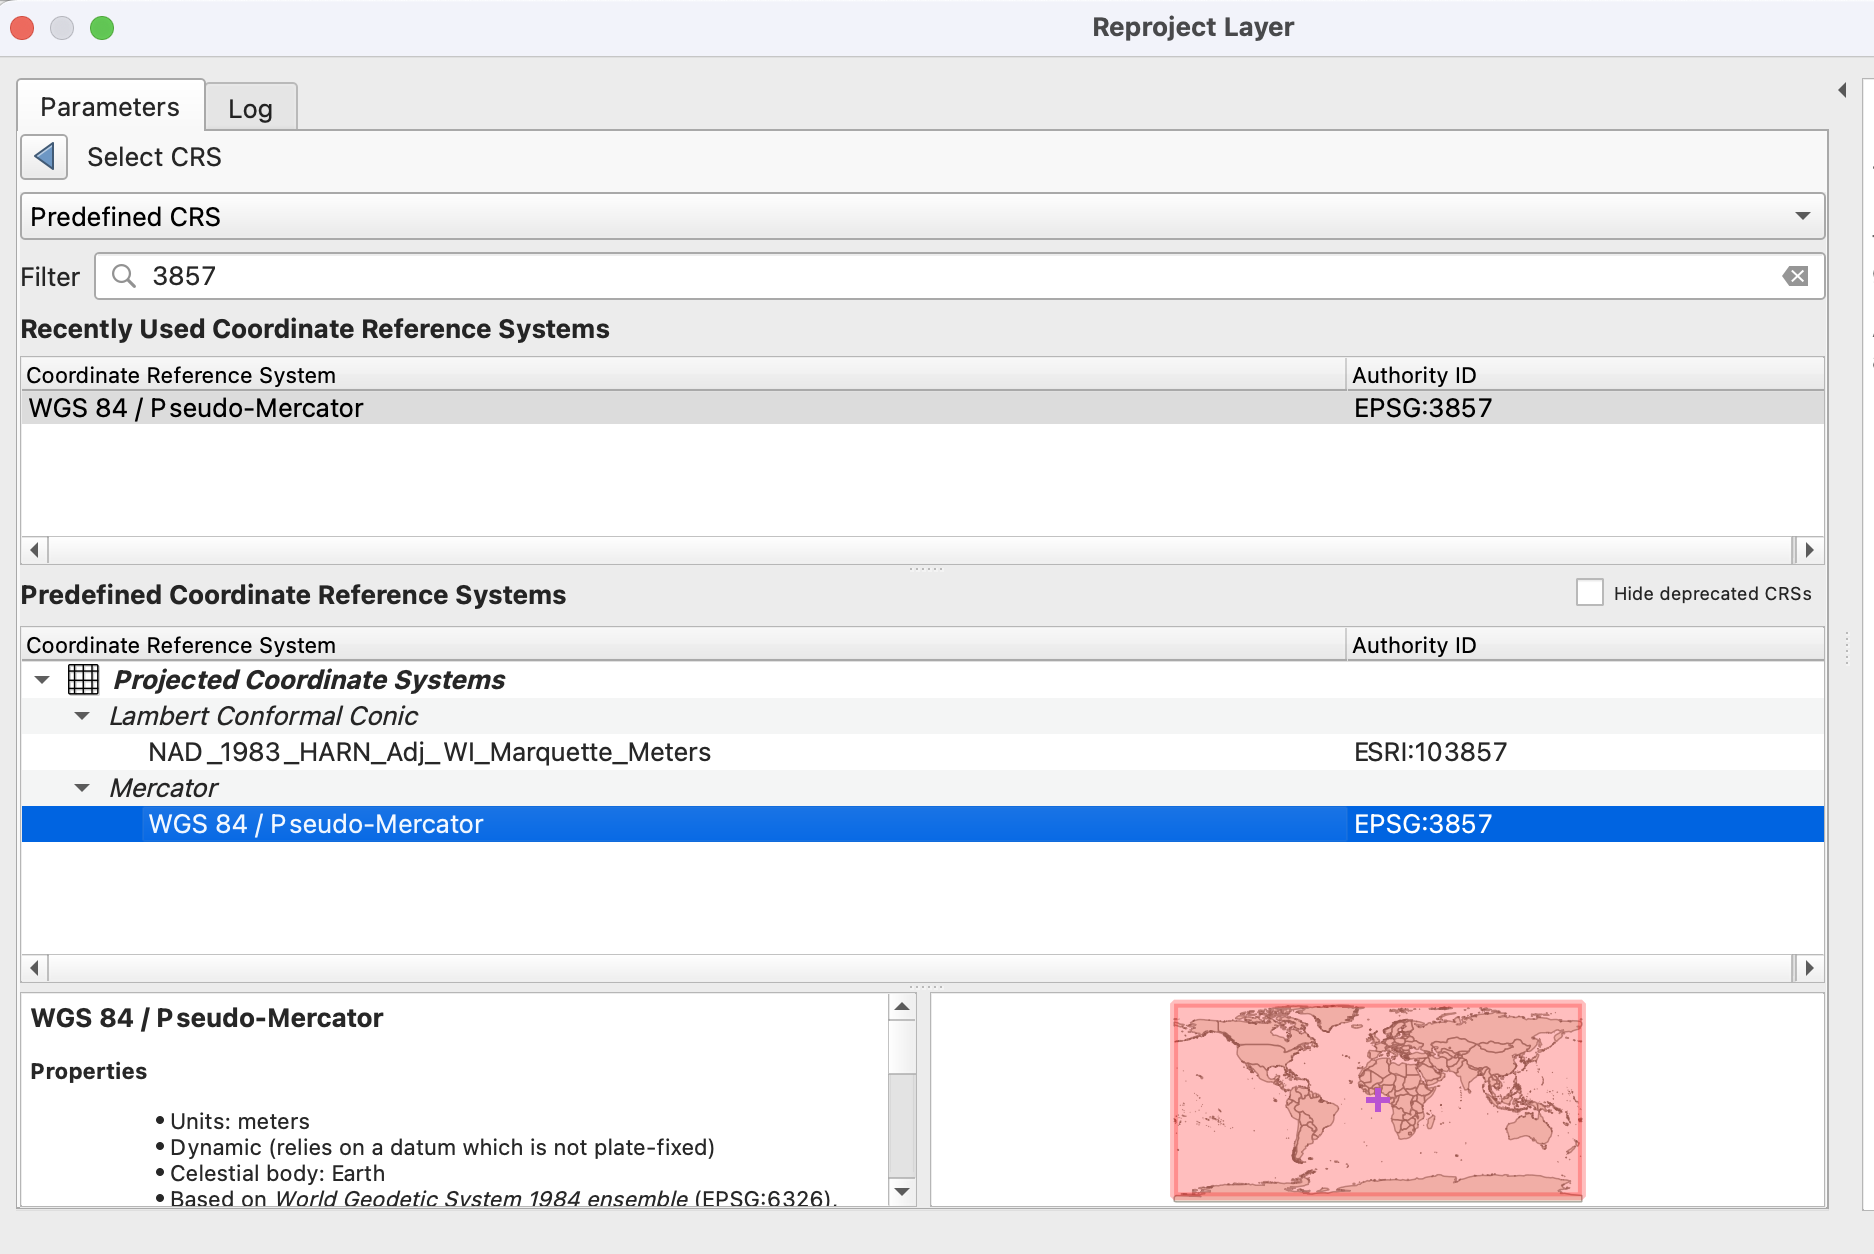 Reproject Layer
Parameters
Log
Select CRS
Predefined CRS
Filter
3857
Recently Used Coordinate Reference Systems
Coordinate Reference System
Authority ID
WGS 84 / Pseudo-Mercator
EPSG:3857
Predefined Coordinate Reference Systems
Hide deprecated CRSs
Coordinate Reference System
Authority ID
Projected Coordinate Systems
Lambert Conformal Conic
NAD_1983_HARN_Adj_WI_Marquette_Meters
ESRI:103857
Mercator
WGS 84 / Pseudo-Mercator
EPSG:3857
WGS 84 / Pseudo-Mercator
Properties
• Units: meters
• Dynamic (relies on a datum which is not plate-fixed)
• Celestial body: Earth
• Based on World Geodetic System 1984 ensemble (EPSG:6326).